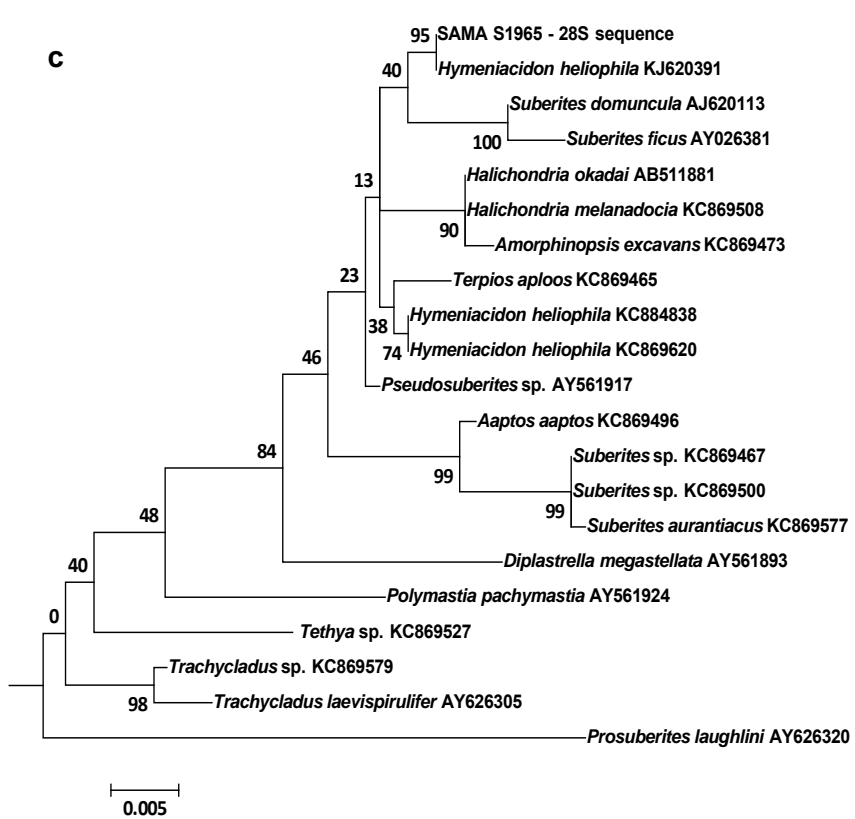 c
95 SAMA S1965 - 28S sequence
Hymeniacidon heliophila KJ620391
40
Suberites domuncula AJ620113
100 Suberites ficus AY026381
Halichondria okadai AB511881
13
Halichondria melanadocia KC869508
90
Amorphinopsis excavans KC869473
23 Terpios aploos KC869465
Hymeniacidon heliophila KC884838
38
74 Hymeniacidon heliophila KC869620
46
Pseudosuberites sp. AY561917
Aaptos aaptos KC869496
84 Suberites sp. KC869467
99
Suberites sp. KC869500
99
Suberites aurantiacus KC869577
48
Diplastrella megastellata AY561893
40
Polymastia pachymastia AY561924
0
Tethya sp. KC869527
Trachycladus sp. KC869579
98 Trachycladus laevispirulifer AY626305
Prosuberites laughlini AY626320
0.005